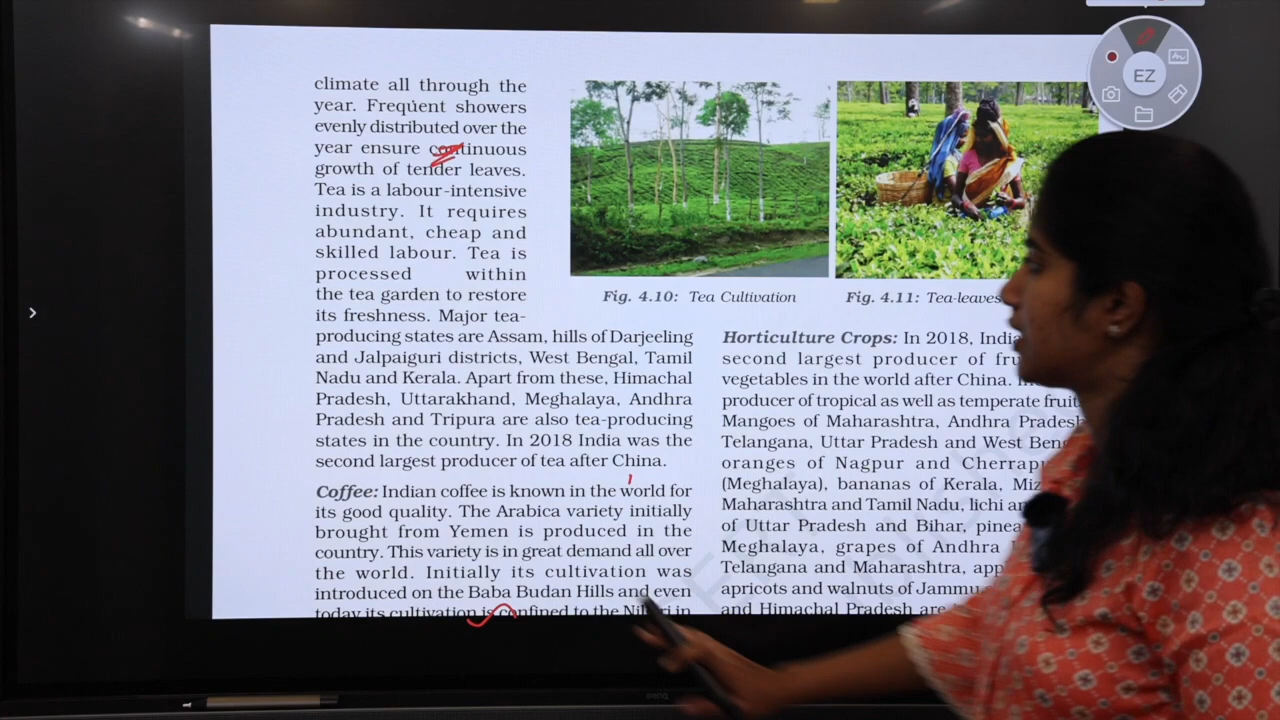 EZ
climate all through the
year. Frequent showers
evenly distributed over the
year ensure continuous
growth of tender leaves.
Tea is a labour-intensive
industry. It requires
abundant, cheap and
skilled labour. Tea is
processed within
the tea garden to restore
its freshness. Major tea-
producing states are Assam, hills of Darjeeling
and Jalpaiguri districts, West Bengal, Tamil
Nadu and Kerala. Apart from these, Himachal
Pradesh, Uttarakhand, Meghalaya, Andhra
Pradesh and Tripura are also tea-producing
states in the country. In 2018 India was the
second largest producer of tea after China.
Coffee: Indian coffee is known in the world for
its good quality. The Arabica variety initially
brought from Yemen is produced in the
country. This variety is in great demand all over
the world. Initially its cultivation was
introduced on the Baba Budan Hills and even
today its cultivation is confined to the Nilgiri in
Fig. 4.10: Tea Cultivation
Fig. 4.11: Tea-leaves
Horticulture Crops: In 2018, India
second largest producer of
vegetables in the world after China.
producer of tropical as well as temperate fruit
Mangoes of Maharashtra, Andhra Pradesh
Telangana, Uttar Pradesh and West
oranges of Nagpur and
(Meghalaya), bananas of Kerala,
Maharashtra and Tamil Nadu, lichi
of Uttar Pradesh and Bihar,
Meghalaya, grapes of Andhra
Telangana and Maharashtra,
apricots and walnuts of Jammu
and Himachal Pradesh are
benq